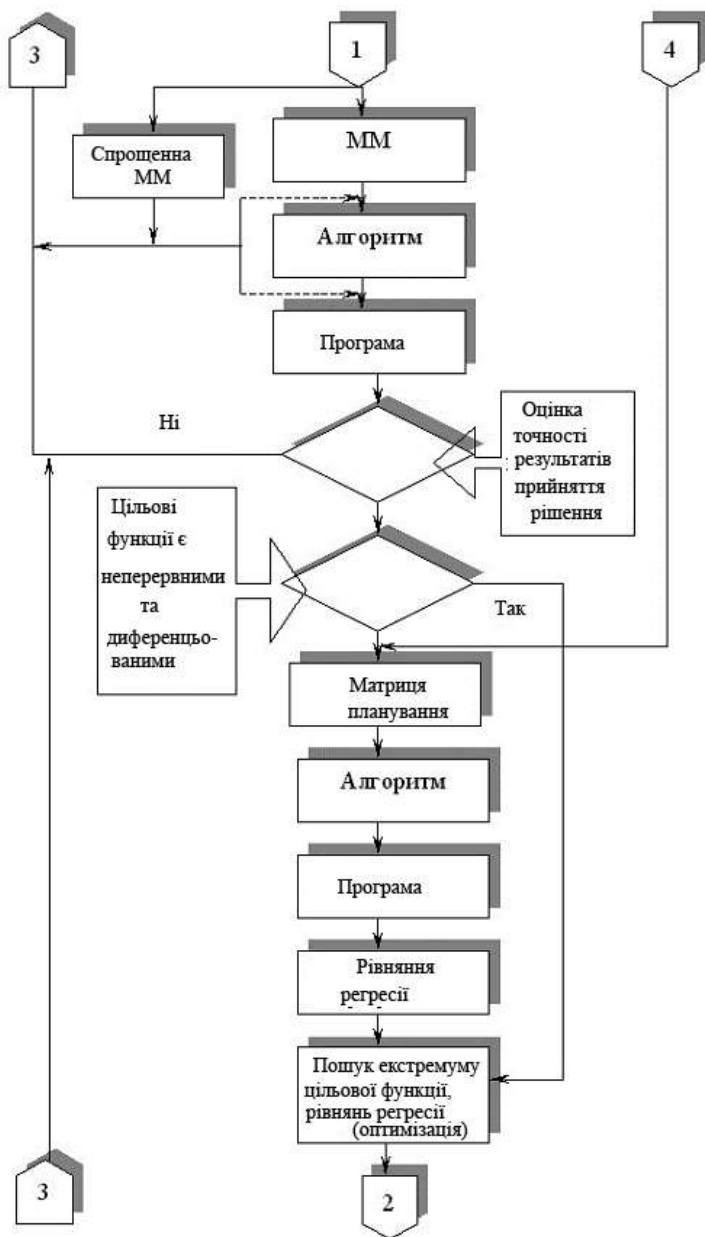 3
1
4
ММ
Спрощенна
ММ
Алгоритм
Програма
Ні
Оцінка
точності
результатів
прийняття
рішення
Цільові
функції є
неперервними
та
диференцьо-
ваними
Так
Матриця
планування
Алгоритм
Програма
Рівняння
регресії
Пошук екстремуму
цільової функції,
рівнянь регресії
(оптимізація)
3
2